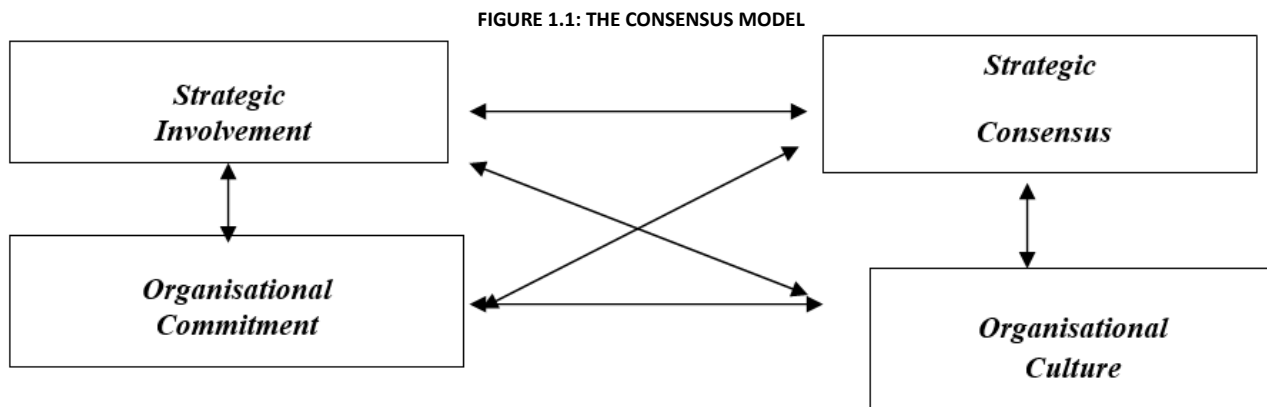 FIGURE 1.1: THE CONSENSUS MODEL
Strategic
Involvement
Strategic
Consensus
Organisational
Commitment
Organisational
Culture